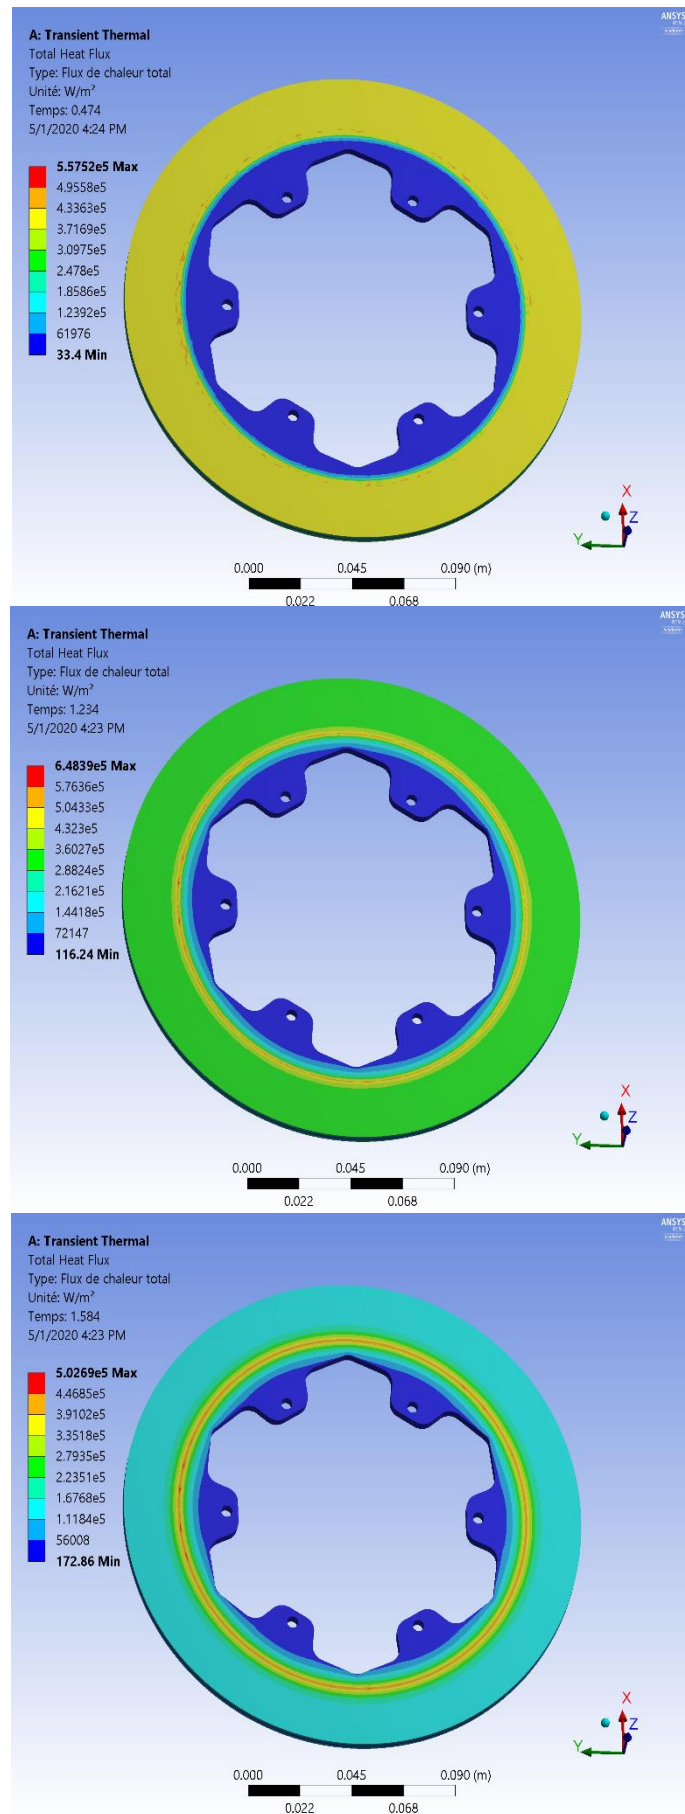 ANSYS
A: Transient Thermal
Total Heat Flux
Type: Flux de chaleur total
Unité: W/m²
Temps: 0.474
5/1/2020 4:24 PM
5.5752e5 Max
4.9558e5
4.3363e5
3.7169e5
3.0975e5
2.478e5
1.8586e5
1.2392e5
61976
33.4 Min
X
Z
Y
0.000 0.045 0.090 (m)
0.022 0.068
ANSYS
A: Transient Thermal
Total Heat Flux
Type: Flux de chaleur total
Unité: W/m²
Temps: 1.234
5/1/2020 4:23 PM
6.4839e5 Max
5.7636e5
5.0433e5
4.323e5
3.6027e5
2.8824e5
2.1621e5
1.4418e5
72147
116.24 Min
X
Z
Y
0.000 0.045 0.090 (m)
0.022 0.068
ANSYS
A: Transient Thermal
Total Heat Flux
Type: Flux de chaleur total
Unité: W/m²
Temps: 1.584
5/1/2020 4:23 PM
5.0269e5 Max
4.4685e5
3.9102e5
3.3518e5
2.7935e5
2.2351e5
1.6768e5
1.1184e5
56008
172.86 Min
X
Z
Y
0.000 0.045 0.090 (m)
0.022 0.068